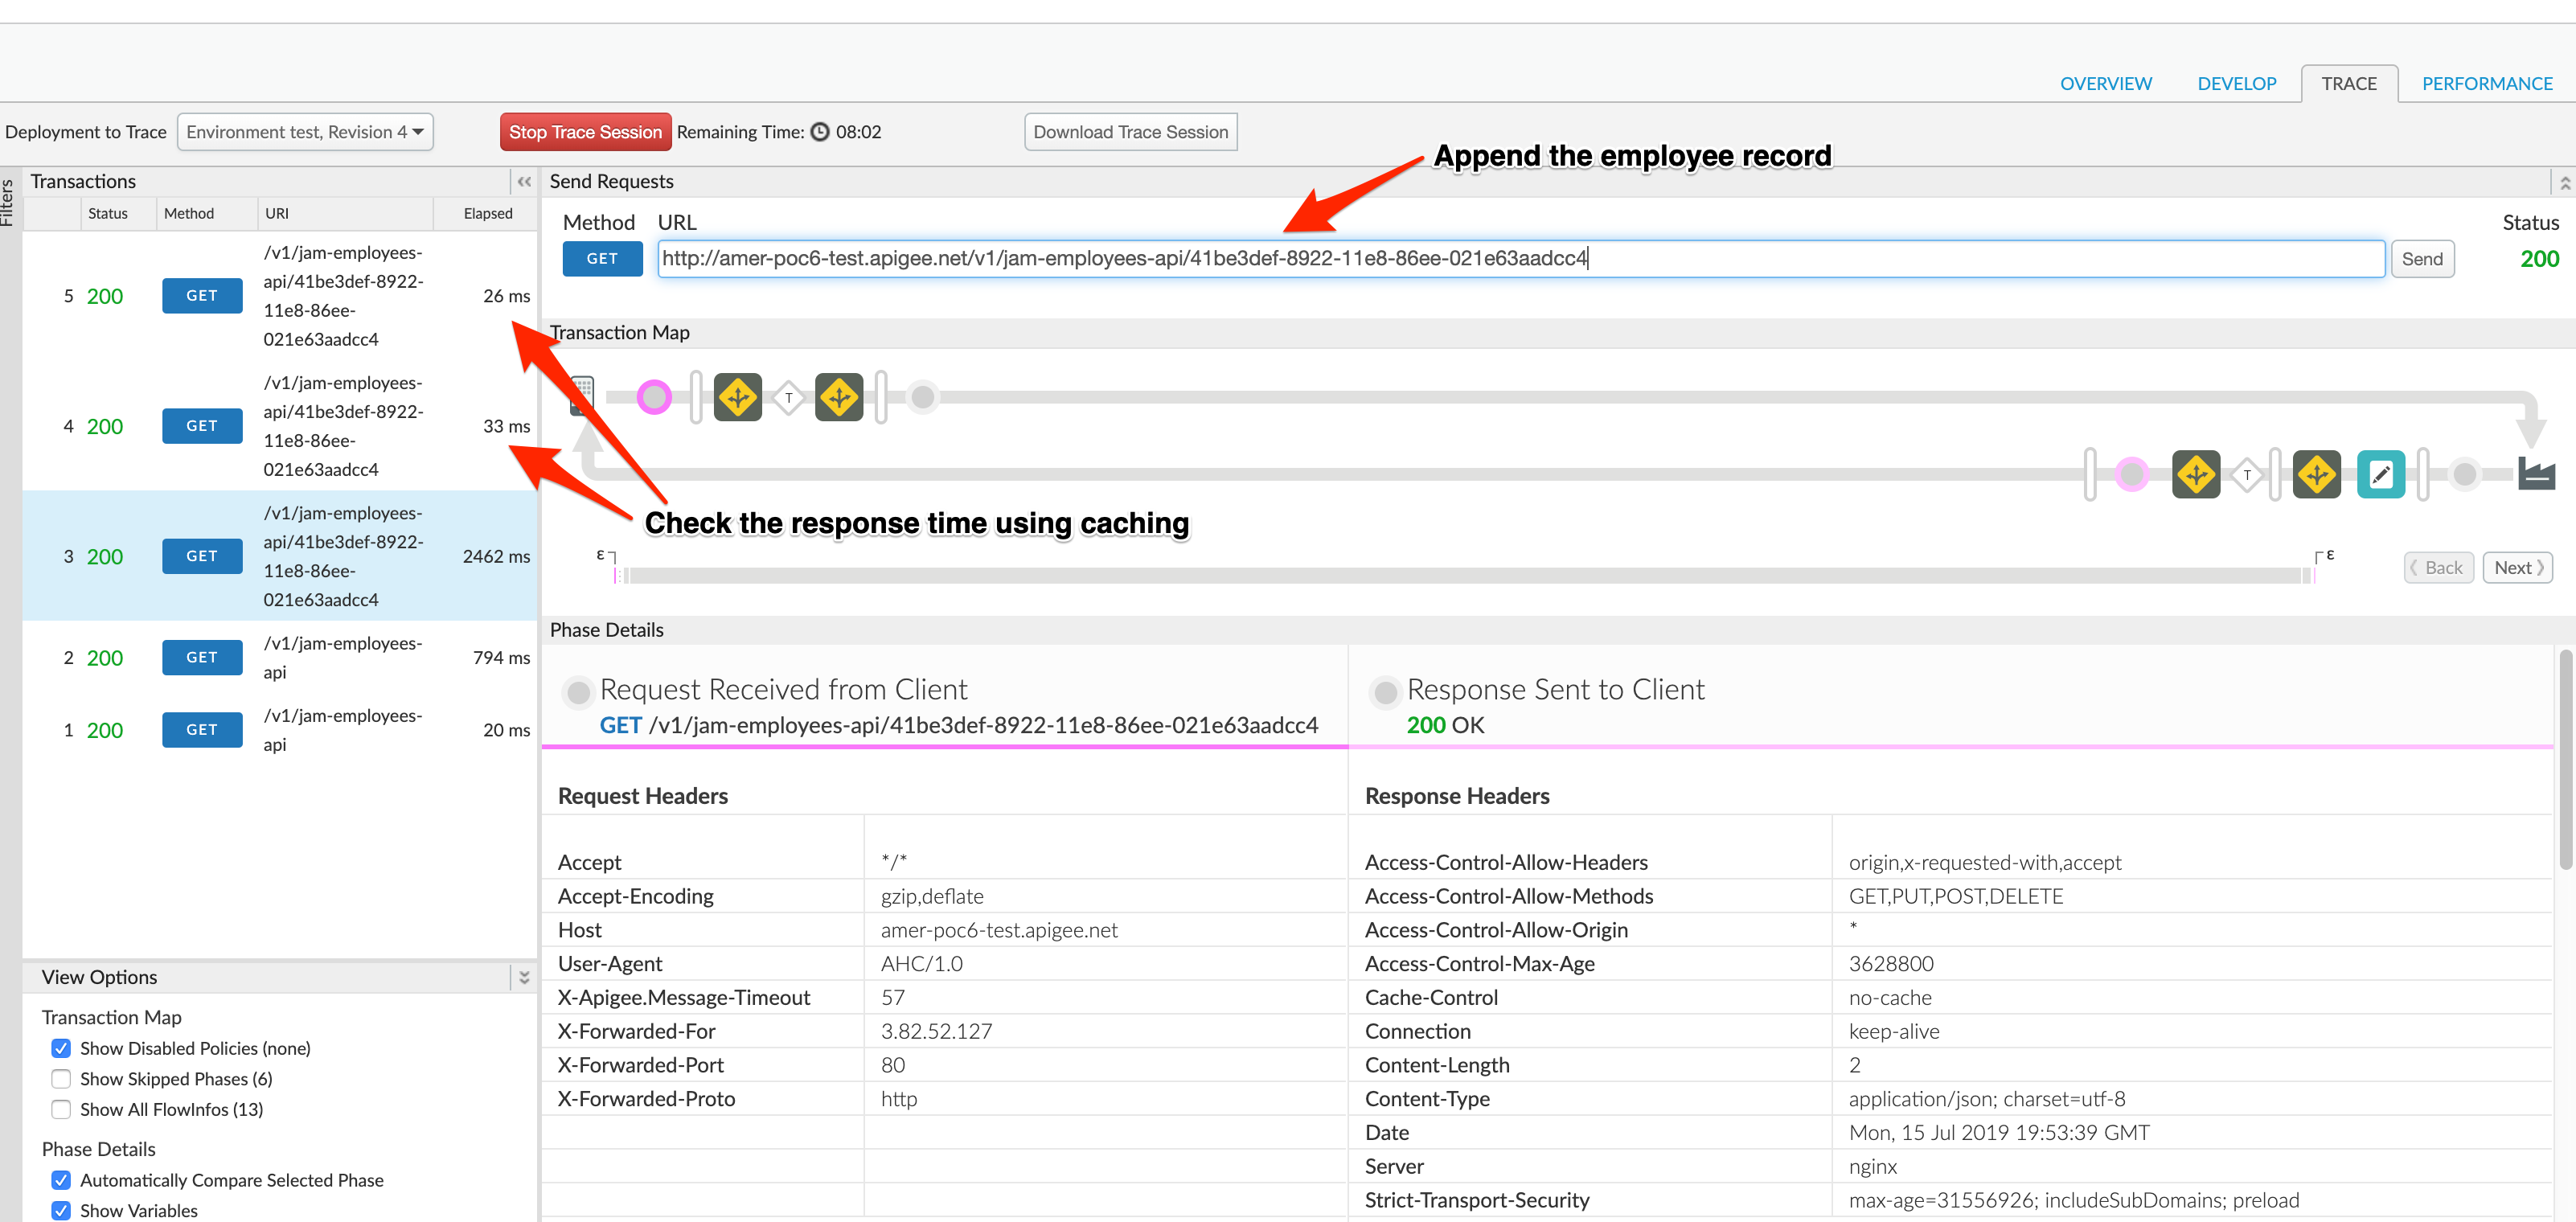 OVERVIEW DEVELOP TRACE PERFORMANCE
Deployment to Trace Environment test, Revision 4 Stop Trace Session Remaining Time: 08:02 Download Trace Session
Append the employee record
Filters
Transactions
Status Method URI Elapsed
5 200 GET /v1/jam-employees-
api/41be3def-8922-
11e8-86ee-
021e63aadcc4
26 ms
4 200 GET /v1/jam-employees-
api/41be3def-8922-
11e8-86ee-
021e63aadcc4
33 ms
3 200 GET /v1/jam-employees-
api/41be3def-8922-
11e8-86ee-
021e63aadcc4
2462 ms
2 200 GET /v1/jam-employees-
api
794 ms
1 200 GET /v1/jam-employees-
api
20 ms
View Options
Transaction Map
Show Disabled Policies (none)
Show Skipped Phases (6)
Show All FlowInfos (13)
Phase Details
Automatically Compare Selected Phase
Show Variables
Send Requests
Method URL Status
GET http://amer-poc6-test.apigee.net/v1/jam-employees-api/41be3def-8922-11e8-86ee-021e63aadcc4 Send 200
Transaction Map
T
T
Check the response time using caching
ε ε
Back Next
Phase Details
Request Received from Client
GET /v1/jam-employees-api/41be3def-8922-11e8-86ee-021e63aadcc4
Request Headers
Accept */*
Accept-Encoding gzip,deflate
Host amer-poc6-test.apigee.net
User-Agent AHC/1.0
X-Apigee.Message-Timeout 57
X-Forwarded-For 3.82.52.127
X-Forwarded-Port 80
X-Forwarded-Proto http
Response Sent to Client
200 OK
Response Headers
Access-Control-Allow-Headers origin,x-requested-with,accept
Access-Control-Allow-Methods GET,PUT,POST,DELETE
Access-Control-Allow-Origin *
Access-Control-Max-Age 3628800
Cache-Control no-cache
Connection keep-alive
Content-Length 2
Content-Type application/json; charset=utf-8
Date Mon, 15 Jul 2019 19:53:39 GMT
Server nginx
Strict-Transport-Security max-age=31556926; includeSubDomains; preload